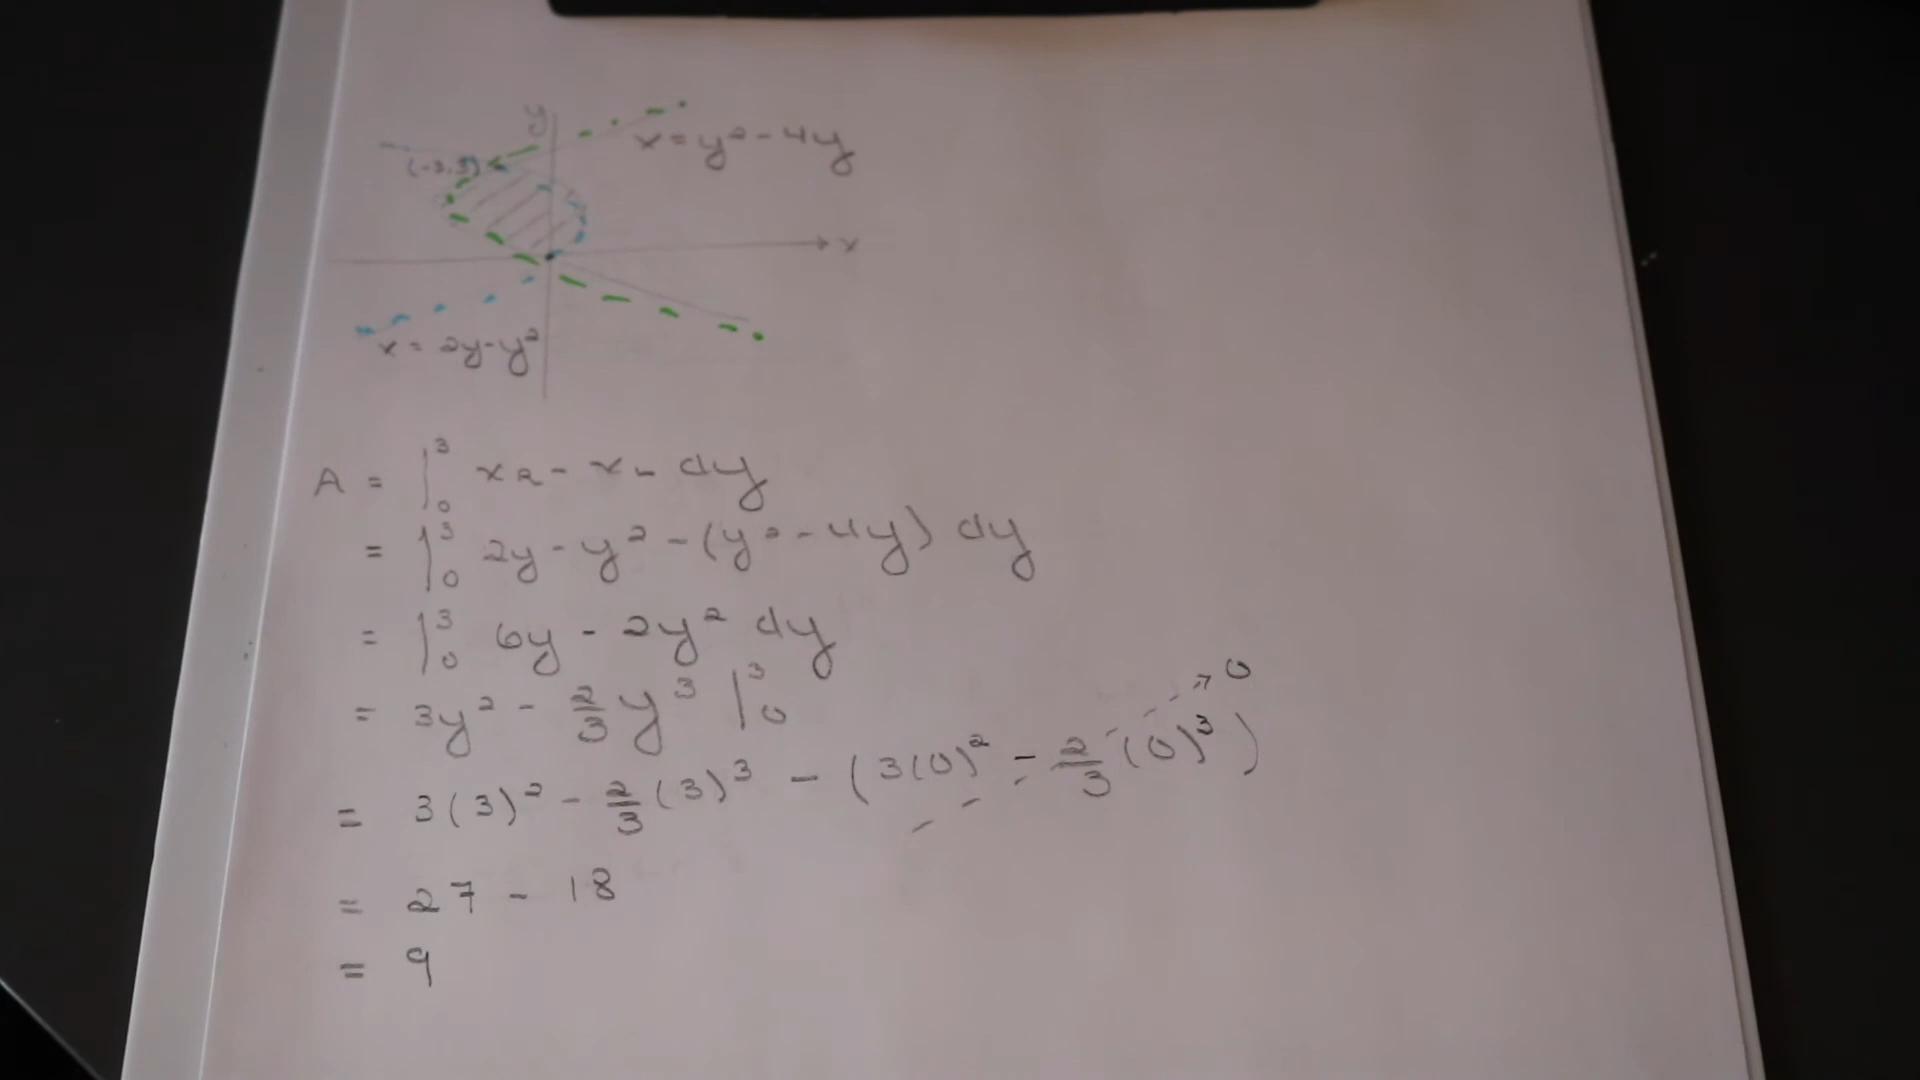 y
x = y² - 4y
(-3,3)
x
x = 2y - y²
A = ∫₀³ x_R - x_L dy
= ∫₀³ 2y - y² - (y² - 4y) dy
= ∫₀³ 6y - 2y² dy
= 3y² - 2/3 y³ |₀³
0
= 3(3)² - 2/3 (3)³ - (3(0)² - 2/3 (0)³)
= 27 - 18
= 9